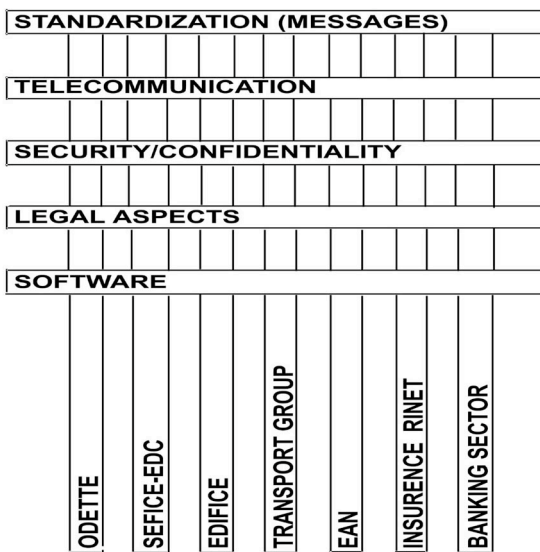 STANDARDIZATION (MESSAGES)
TELECOMMUNICATION
SECURITY/CONFIDENTIALITY
LEGAL ASPECTS
SOFTWARE
ODETTE
SEFICE-EDC
EDIFICE
TRANSPORT GROUP
EAN
INSURENCE RINET
BANKING SECTOR